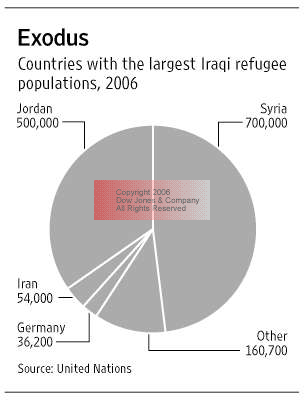 Exodus
Countries with the largest Iraqi refugee
populations, 2006
Jordan
500,000
Syria
700,000
Copyright 2006
Dow Jones & Company
All Rights Reserved
Iran
54,000
Germany
36,200
Other
160,700
Source: United Nations